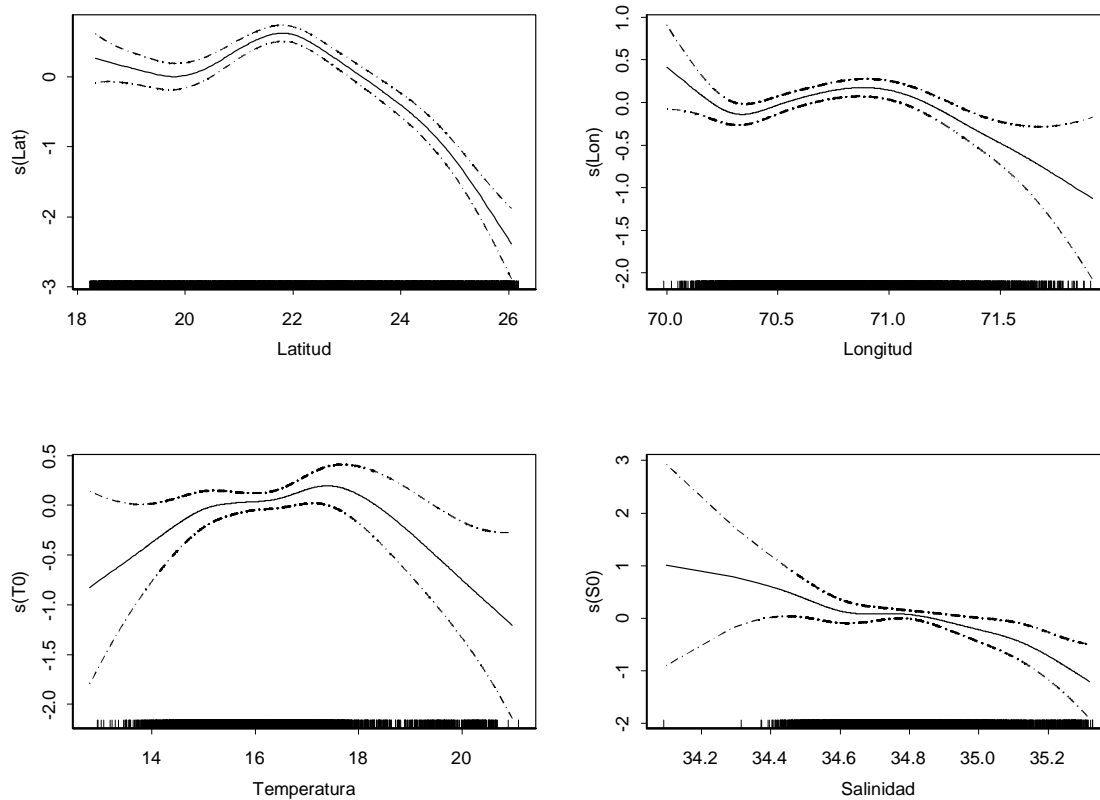 s(Lat)
0
-1
-2
-3
18 20 22 24 26
Latitud
s(Lon)
1.0
0.5
0.0
-0.5
-1.0
-1.5
-2.0
70.0 70.5 71.0 71.5
Longitud
s(T0)
0.5
0.0
-0.5
-1.0
-1.5
-2.0
14 16 18 20
Temperatura
s(S0)
3
2
1
0
-1
-2
34.2 34.4 34.6 34.8 35.0 35.2
Salinidad